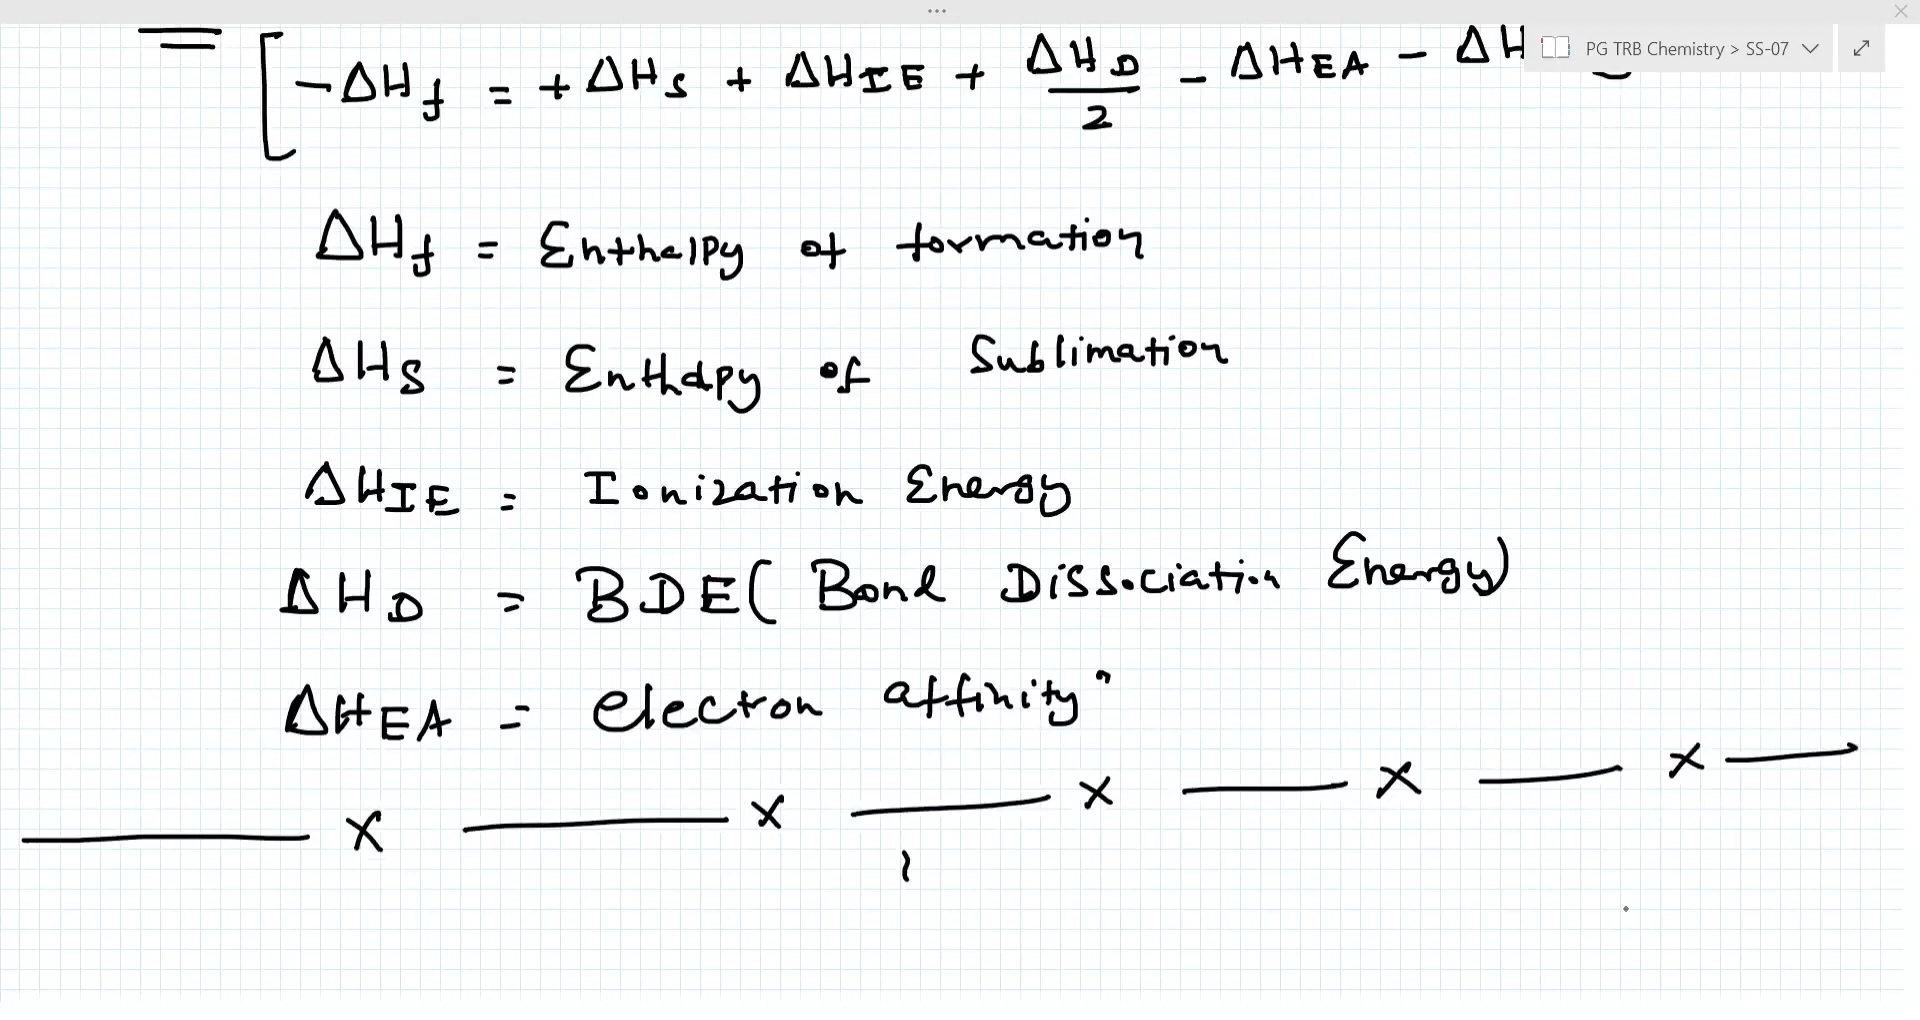 PG TRB Chemistry > SS-07
-ΔHf = +ΔHS + ΔHIE + ΔHD/2 - ΔHEA - ΔH
ΔHf = Enthalpy of formation
ΔHS = Enthalpy of Sublimation
ΔHIE = Ionization Energy
ΔHD = BDE( Bond Dissociation Energy)
ΔHEA = electron affinity"
x x x x x